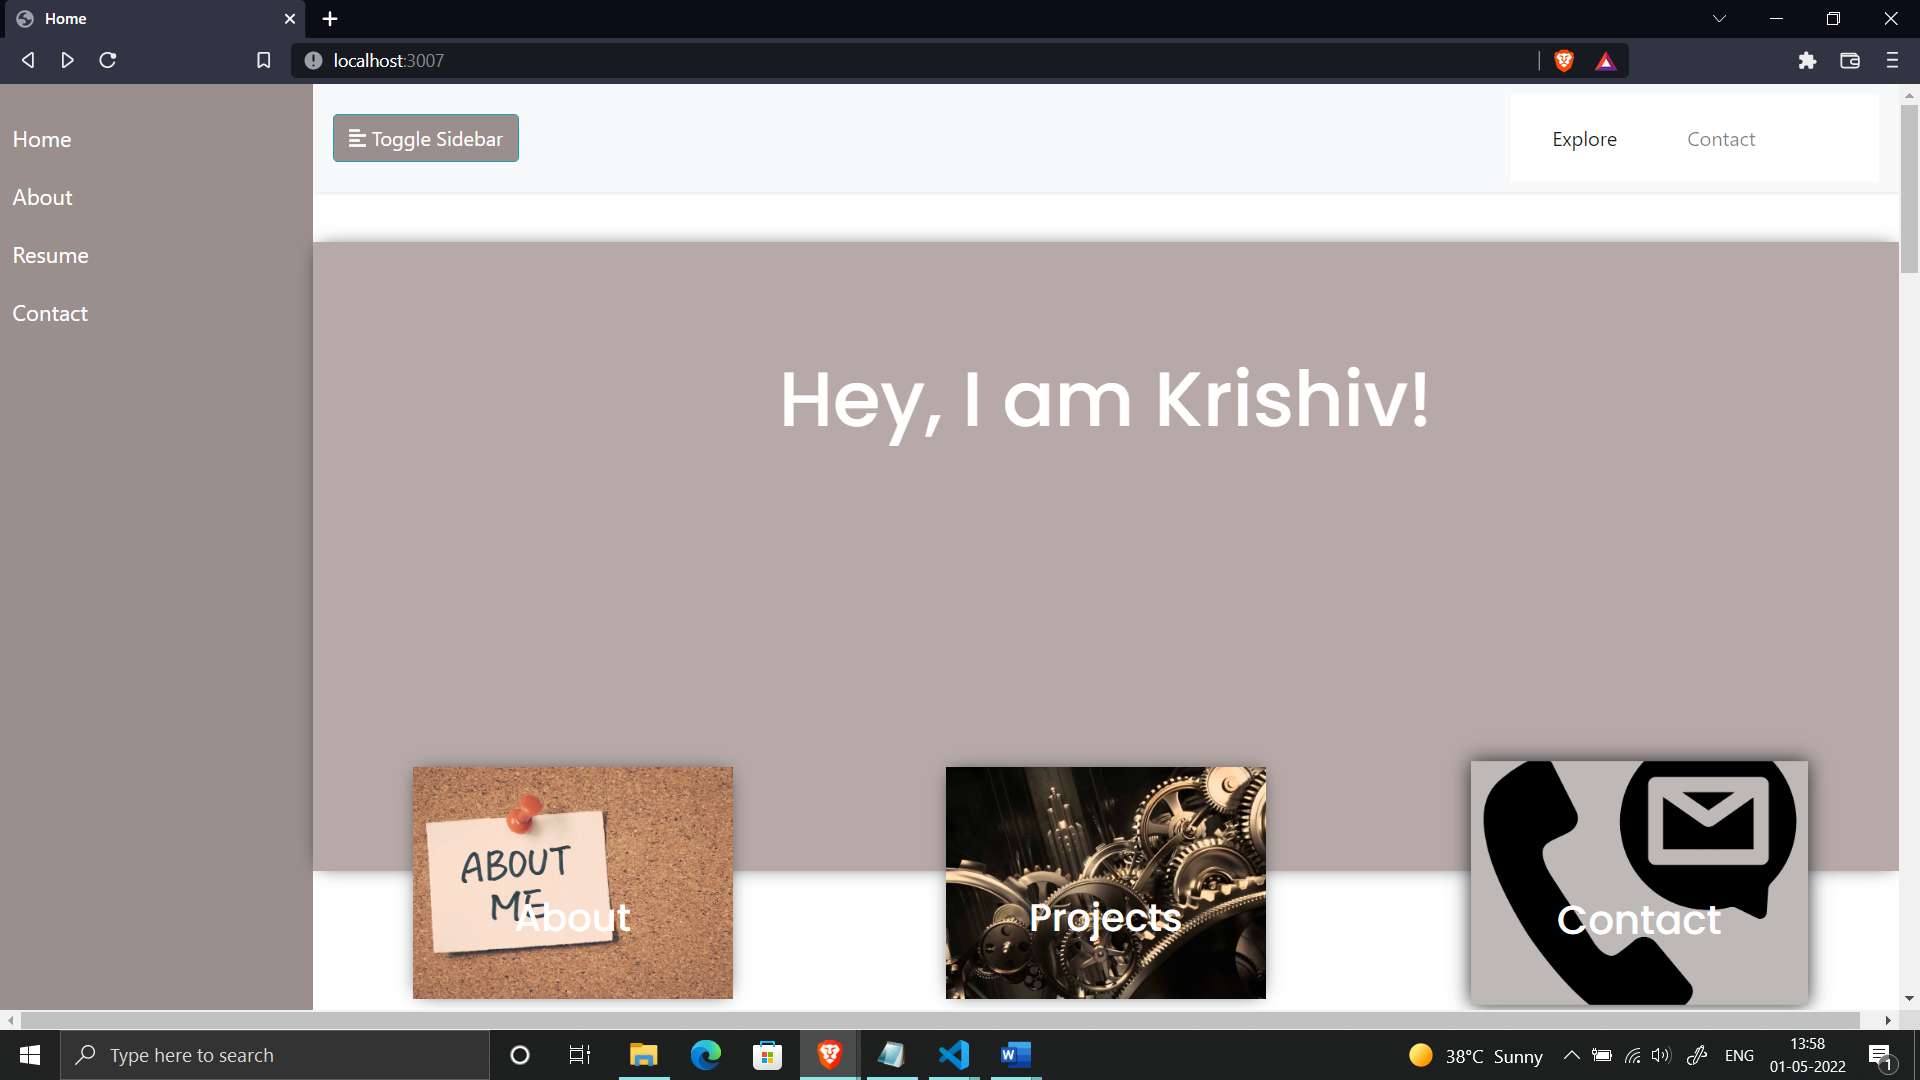 Home
localhost:3007
Home
About
Resume
Contact
Toggle Sidebar
Explore
Contact
Hey, I am Krishiv!
ABOUT
ME
About
Projects
Contact
Type here to search
W
38°C Sunny
ENG
13:58
01-05-2022
1